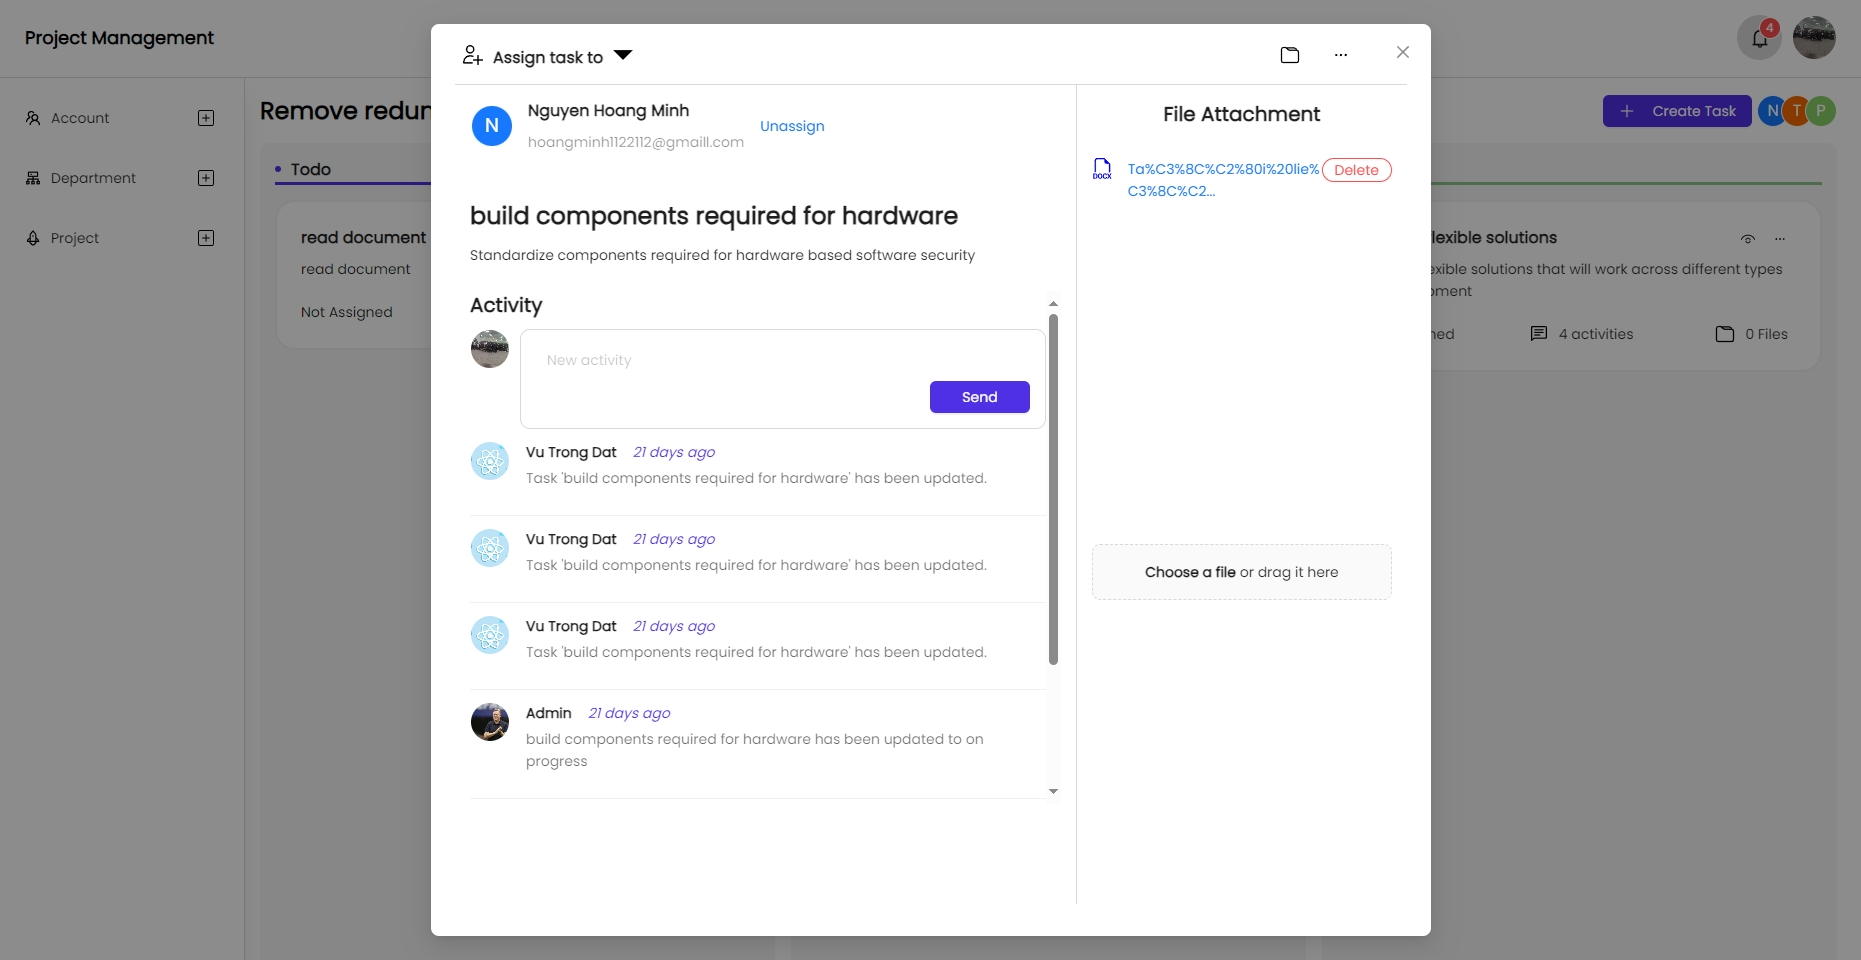 Project Management
4
Account
Department
Project
Remove redun
Create Task
N
T
P
Todo
read document
read document
Not Assigned
lexible solutions
exible solutions that will work across different types
oment
ned
4 activities
0 Files
Assign task to
N
Nguyen Hoang Minh
hoangminh1122112@gmaill.com
Unassign
build components required for hardware
Standardize components required for hardware based software security
Activity
New activity
Send
Vu Trong Dat 21 days ago
Task 'build components required for hardware' has been updated.
Vu Trong Dat 21 days ago
Task 'build components required for hardware' has been updated.
Vu Trong Dat 21 days ago
Task 'build components required for hardware' has been updated.
Admin 21 days ago
build components required for hardware has been updated to on
progress
File Attachment
DOCX
Ta%C3%8C%C2%80i%20lie%
C3%8C%C2...
Delete
Choose a file or drag it here